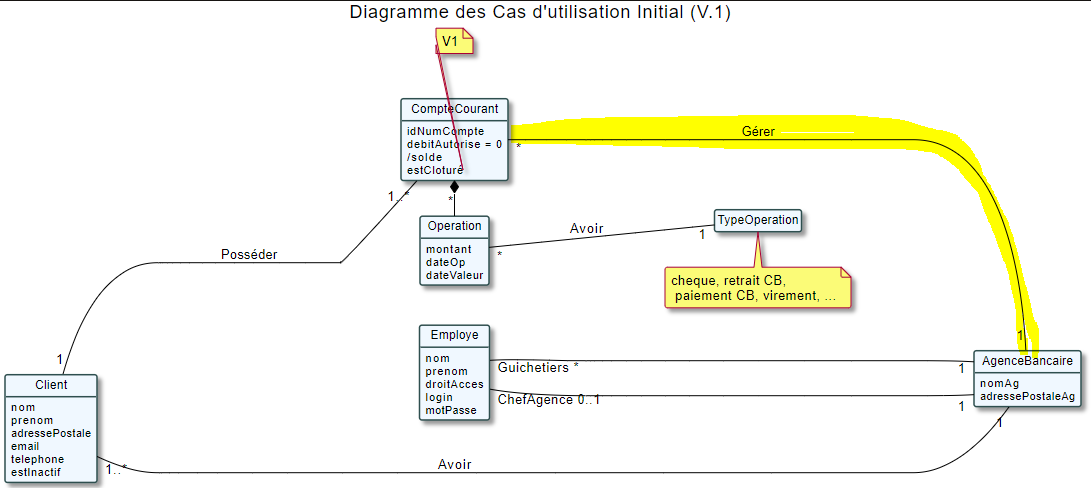 Diagramme des Cas d'utilisation Initial (V.1)
V1
CompteCourant
idNumCompte
debitAutorise = 0
/solde
estCloturé
Gérer
*
1
1..*
*
Operation
montant
dateOp
dateValeur
Avoir
*
1
TypeOperation
cheque, retrait CB,
paiement CB, virement, ...
Posséder
1
Employe
nom
prenom
droitAcces
login
motPasse
Guichetiers *
1
ChefAgence 0..1
1
AgenceBancaire
nomAg
adressePostaleAg
Client
nom
prenom
adressePostale
email
telephone
estInactif
1..*
Avoir
1